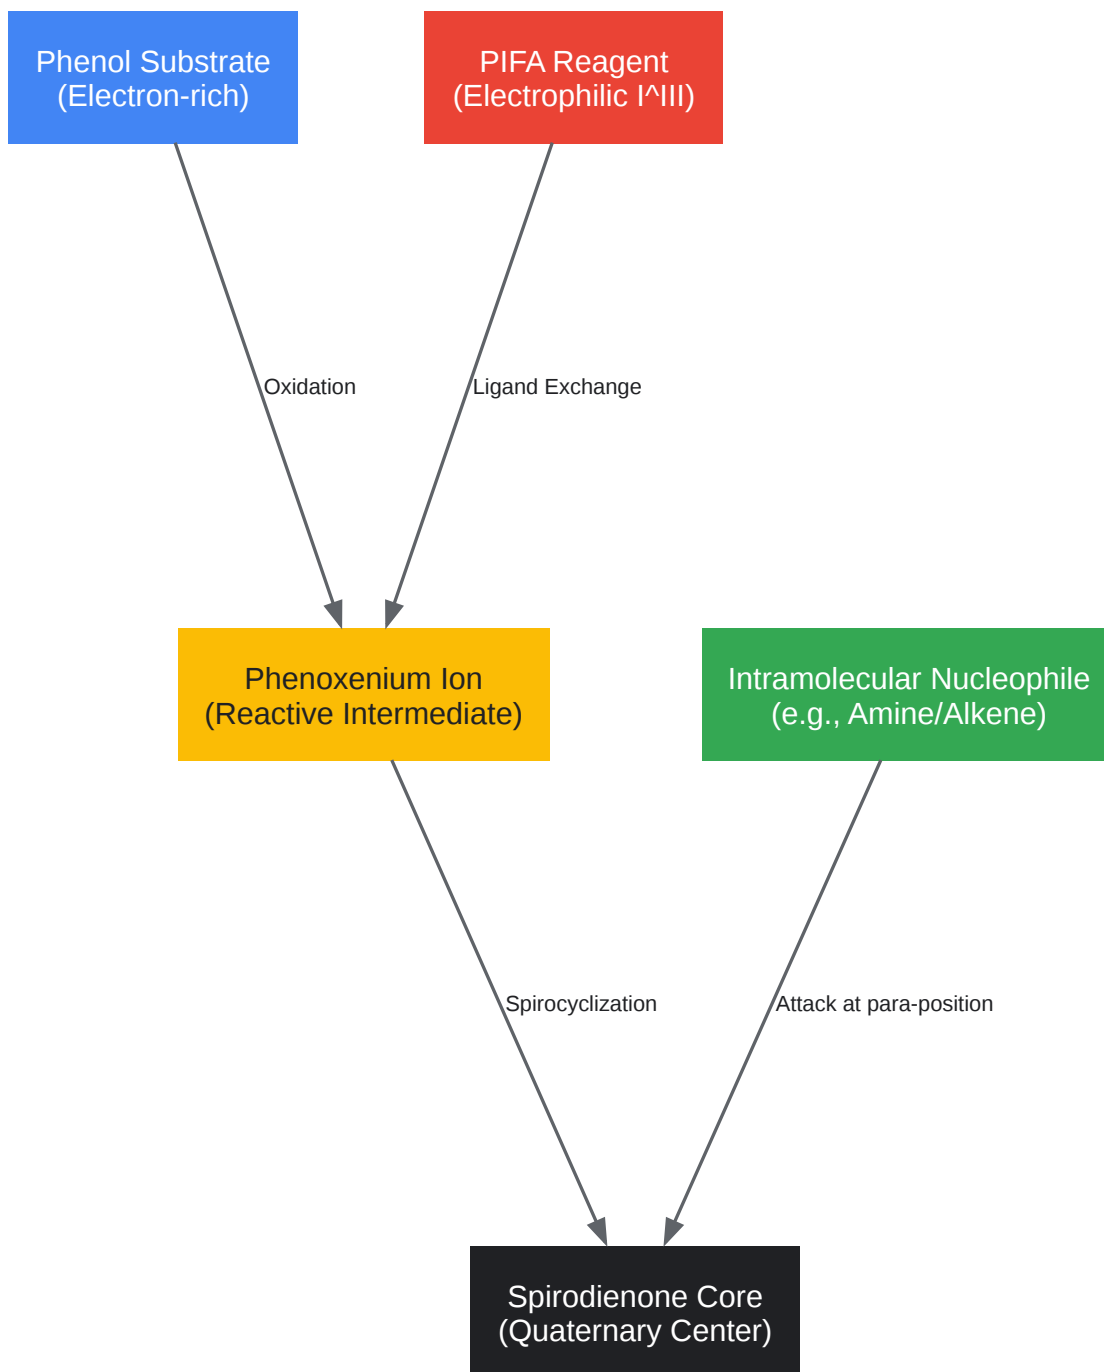 Phenol Substrate
(Electron-rich)
PIFA Reagent
(Electrophilic I^III)
Oxidation
Ligand Exchange
Phenoxenium Ion
(Reactive Intermediate)
Intramolecular Nucleophile
(e.g., Amine/Alkene)
Spirocyclization
Attack at para-position
Spirodienone Core
(Quaternary Center)